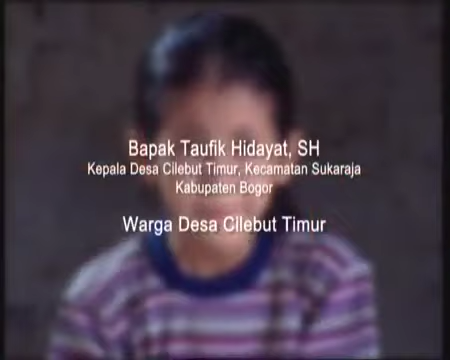 Bapak Taufik Hidayat, SH
Kepala Desa Cilebut Timur, Kecamatan Sukaraja
Kabupaten Bogor
Warga Desa Cilebut Timur